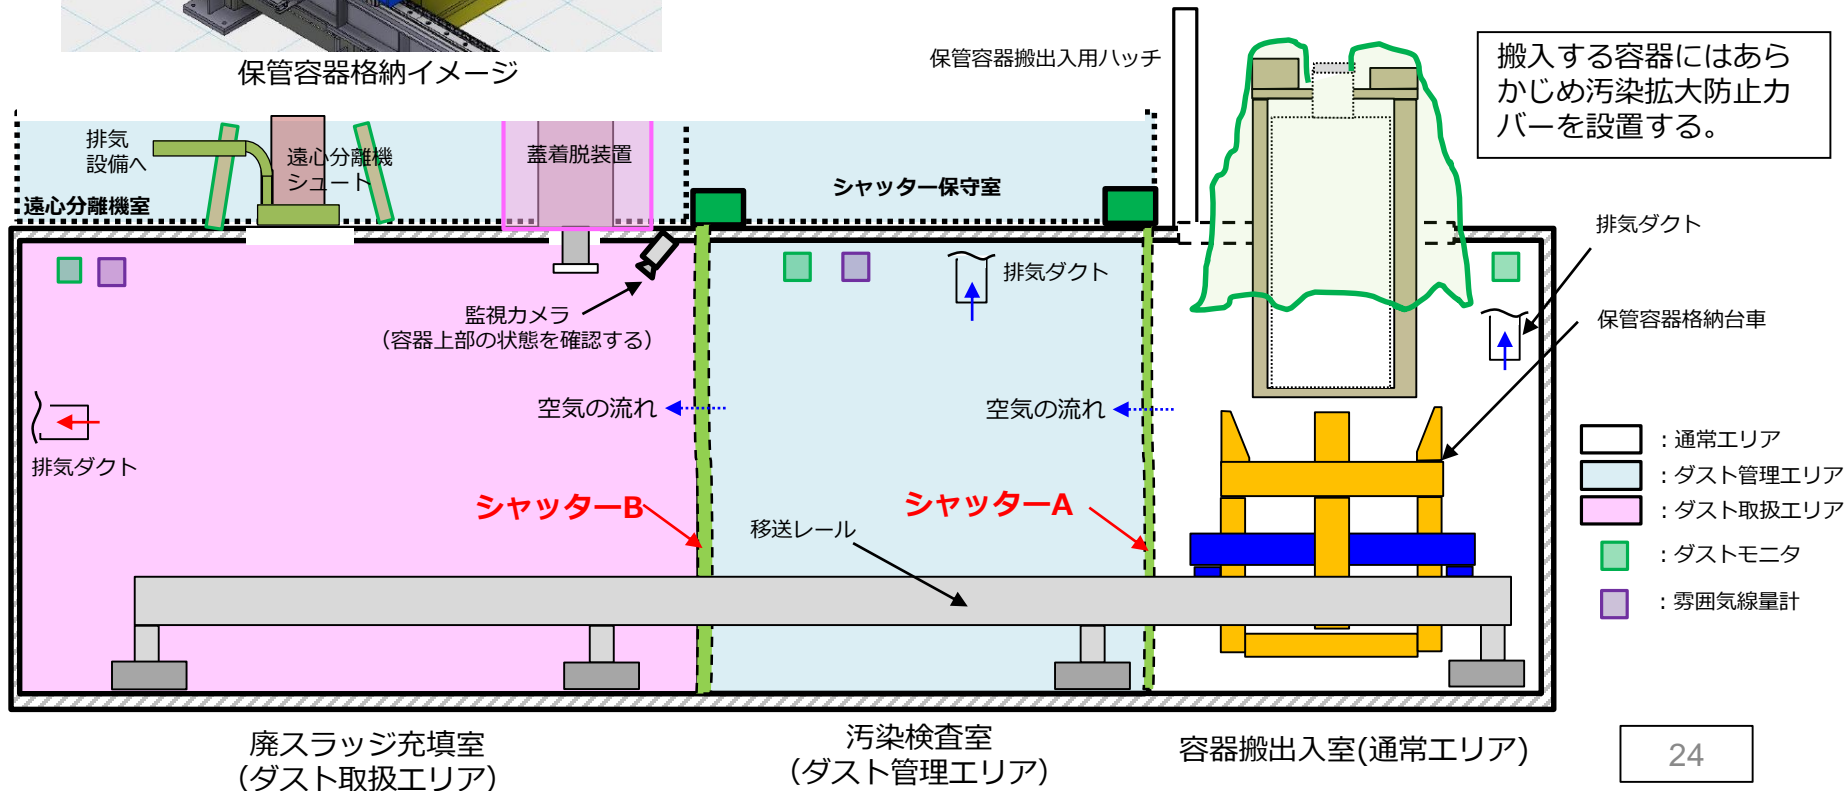 保管容器格納イメージ
保管容器搬出入用ハッチ
搬入する容器にはあら
かじめ汚染拡大防止カ
バーを設置する。
排気
設備へ
遠心分離機
シュート
蓋着脱装置
遠心分離機室
シャッター保守室
排気ダクト
排気ダクト
監視カメラ
（容器上部の状態を確認する）
保管容器格納台車
空気の流れ
空気の流れ
排気ダクト
シャッターB
シャッターA
移送レール
：通常エリア
：ダスト管理エリア
：ダスト取扱エリア
：ダストモニタ
：雰囲気線量計
廃スラッジ充填室
（ダスト取扱エリア）
汚染検査室
（ダスト管理エリア）
容器搬出入室(通常エリア)
24